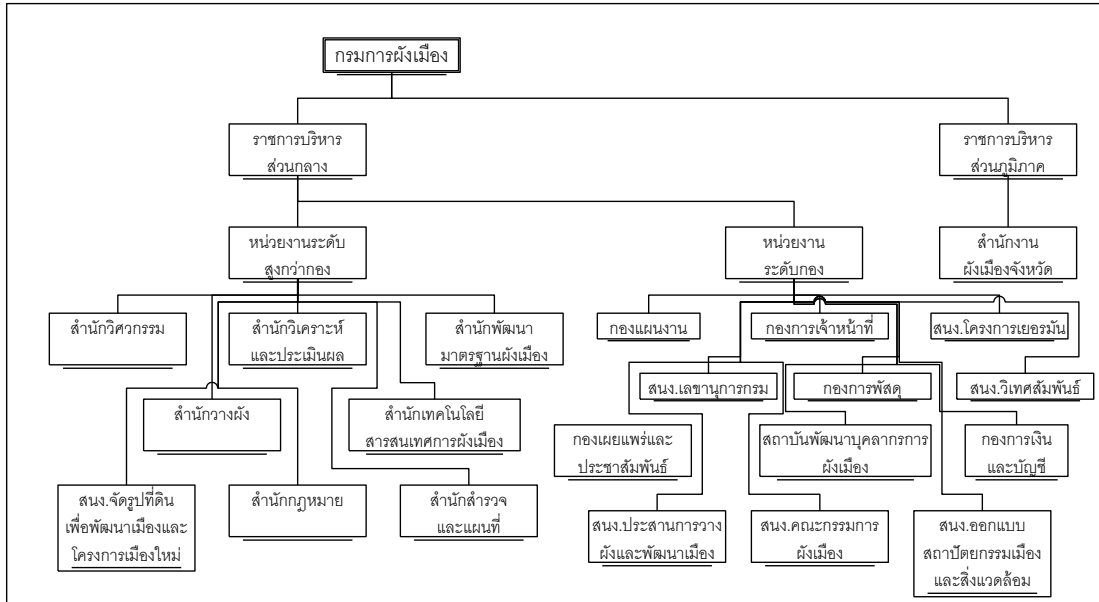 กรมการผังเมือง
ราชการบริหาร
ส่วนกลาง
ราชการบริหาร
ส่วนภูมิภาค
หน่วยงานระดับ
สูงกว่ากอง
หน่วยงาน
ระดับกอง
สำนักงาน
ผังเมืองจังหวัด
สำนักวิศวกรรม
สำนักวิเคราะห์
และประเมินผล
สำนักพัฒนา
มาตรฐานผังเมือง
กองแผนงาน
กองการเจ้าหน้าที่
สนง.โครงการเยอรมัน
สำนักวางผัง
สำนักเทคโนโลยี
สารสนเทศการผังเมือง
สนง.เลขานุการกรม
กองการพัสดุ
สนง.วิเทศสัมพันธ์
กองเผยแพร่และ
ประชาสัมพันธ์
สถาบันพัฒนาบุคลากรการ
ผังเมือง
กองการเงิน
และบัญชี
สนง.จัดรูปที่ดิน
เพื่อพัฒนาเมืองและ
โครงการเมืองใหม่
สำนักกฎหมาย
สำนักสำรวจ
และแผนที่
สนง.ประสานการวาง
ผังและพัฒนาเมือง
สนง.คณะกรรมการ
ผังเมือง
สนง.ออกแบบ
สถาปัตยกรรมเมือง
และสิ่งแวดล้อม